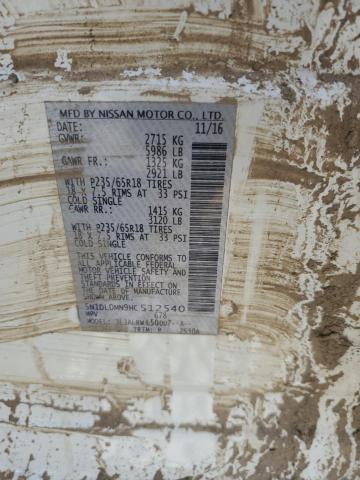 MFD BY NISSAN MOTOR CO., LTD.
DATE: 11/16
GVWR: 2715 KG
5986 LB
GAWR FR: 1325 KG
2921 LB
WITH P235/65R18 TIRES
18 X 7.5 RIMS AT 33 PSI
COLD SINGLE
GAWR RR: 1415 KG
3120 LB
WITH P235/65R18 TIRES
18 X 7.5 RIMS AT 33 PSI
COLD SINGLE
THIS VEHICLE CONFORMS TO ALL
APPLICABLE FEDERAL MOTOR
VEHICLE SAFETY AND
THEFT PREVENTION
STANDARDS IN EFFECT
ON THE DATE OF
MANUFACTURE SHOWN ABOVE.
5N1DL0MN9HC512540
MPV 678
MODEL:
TRIM: